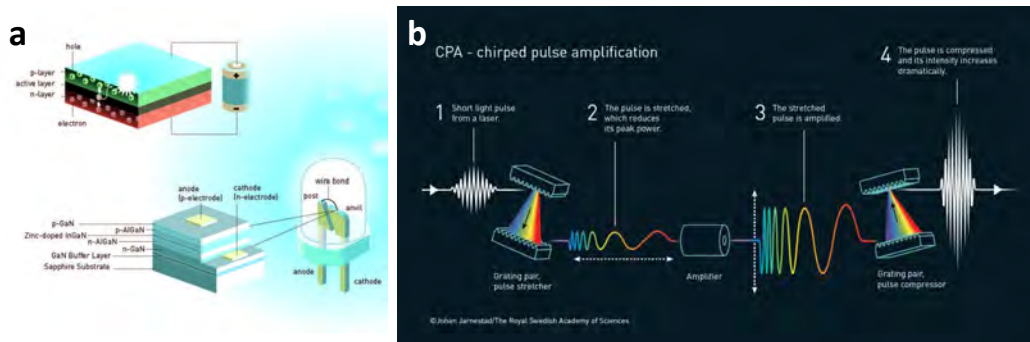 a
hole
p-layer
active layer
n-layer
electron
+
-
anode
(p-electrode)
cathode
(n-electrode)
wire bond
post
anvil
p-GaN
p-AlGaN
Zinc-doped InGaN
n-AlGaN
n-GaN
GaN Buffer Layer
Sapphire Substrate
anode
cathode
b
CPA - chirped pulse amplification
1 Short light pulse
from a laser.
2 The pulse is stretched,
which reduces
its peak power.
3 The stretched
pulse is amplified.
4 The pulse is compressed
and its intensity increases
dramatically.
Grating pair,
pulse stretcher
Amplifier
Grating pair,
pulse compressor
©Johan Jarnestad/The Royal Swedish Academy of Sciences